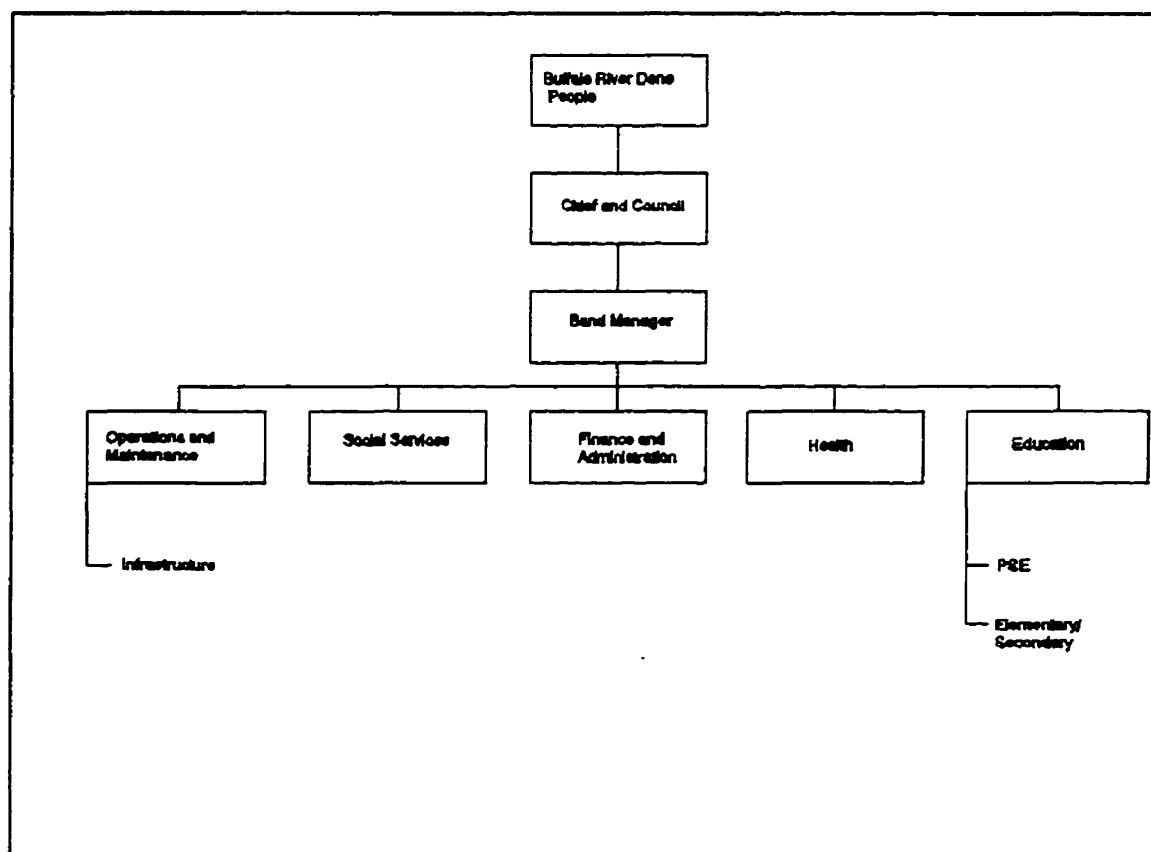 Buffalo River Dene
People
Chief and Council
Band Manager
Operations and
Maintenance
Social Services
Finance and
Administration
Health
Education
Infrastructure
PSE
Elementary/
Secondary